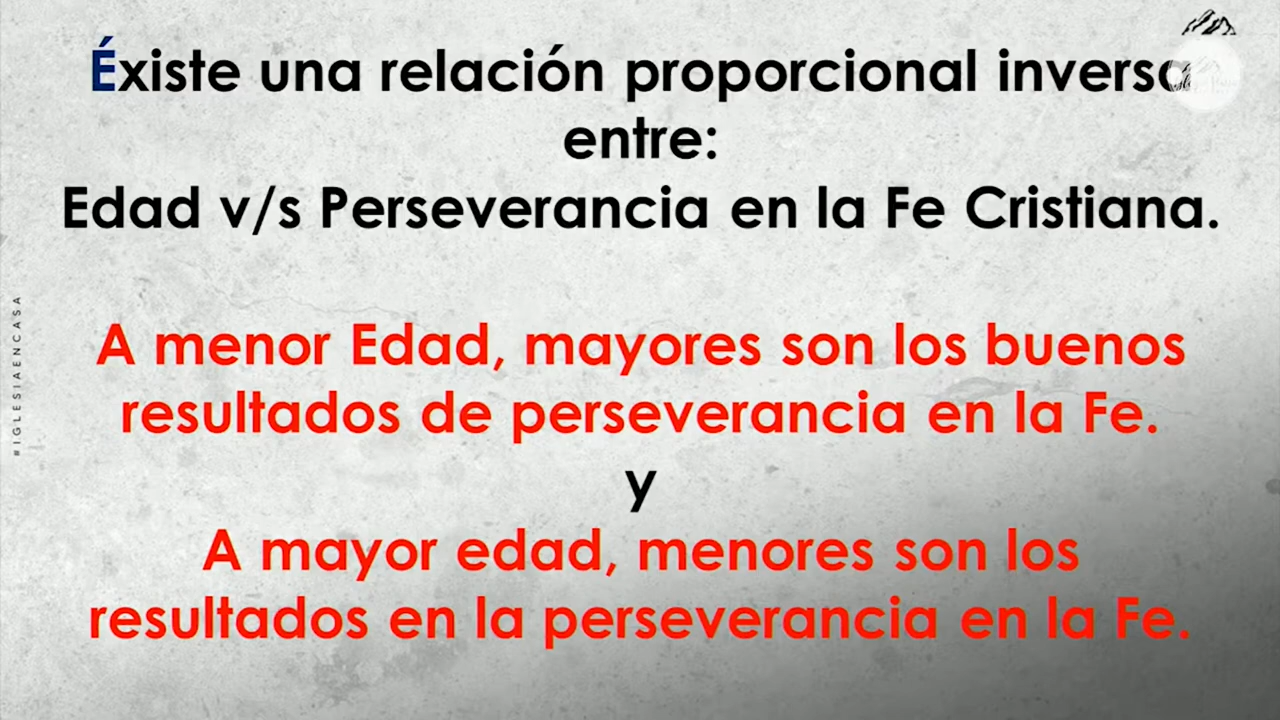 Éxiste una relación proporcional inversa
entre:
Edad v/s Perseverancia en la Fe Cristiana.
A menor Edad, mayores son los buenos
resultados de perseverancia en la Fe.
y
A mayor edad, menores son los
resultados en la perseverancia en la Fe.
#IGLESIAENCASA